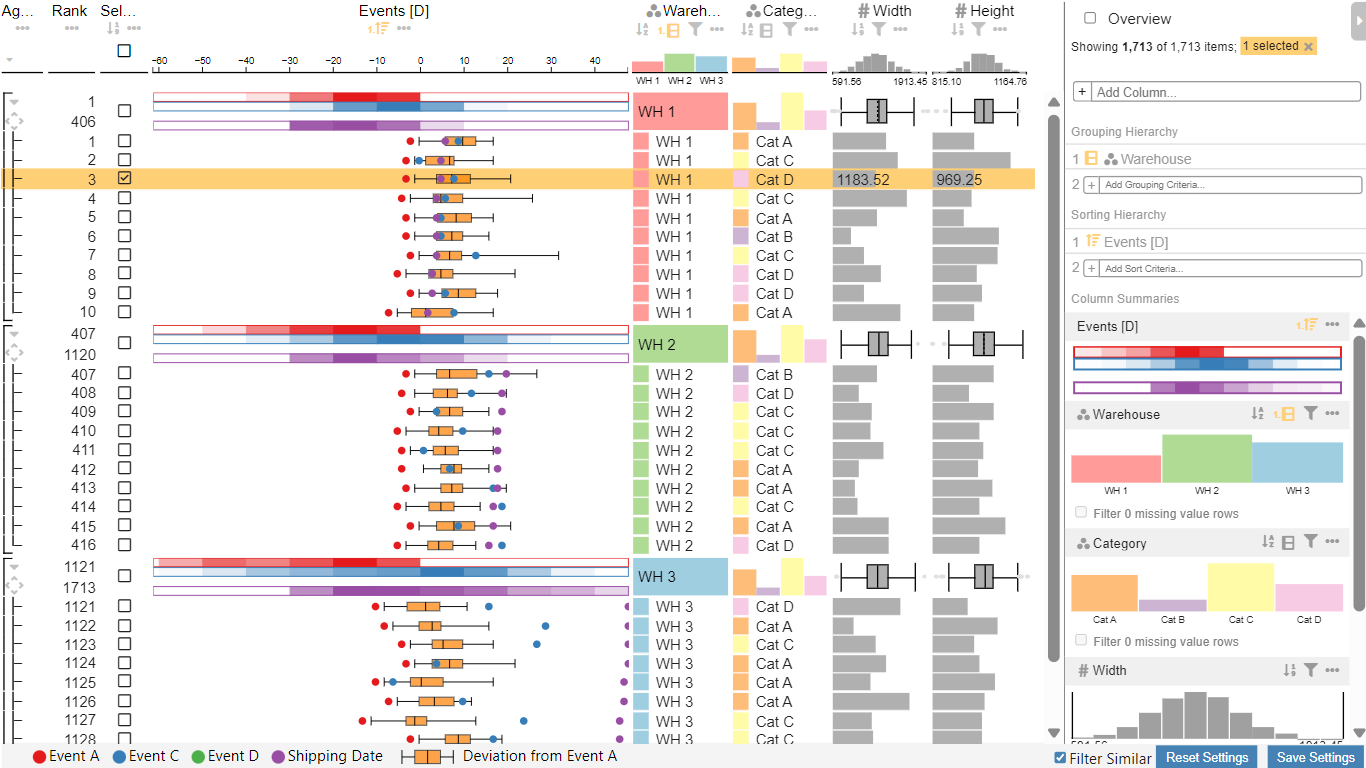 Ag... Rank Sel... Events [D] Wareh... Categ... # Width # Height
-60 -40 -30 -20 -10 0 10 20 30 40
WH 1 WH 2 WH 3
591.56 1913.45 815.10 1164.76
1 406 WH 1
1 WH 1 Cat A
2 WH 1 Cat C
3 WH 1 Cat D 1183.52 969.25
4 WH 1 Cat C
5 WH 1 Cat A
6 WH 1 Cat B
7 WH 1 Cat C
8 WH 1 Cat D
9 WH 1 Cat D
10 WH 1 Cat A
407 1120 WH 2
407 WH 2 Cat B
408 WH 2 Cat D
409 WH 2 Cat C
410 WH 2 Cat C
411 WH 2 Cat C
412 WH 2 Cat A
413 WH 2 Cat A
414 WH 2 Cat C
415 WH 2 Cat A
416 WH 2 Cat D
1121 1713 WH 3
1121 WH 3 Cat D
1122 WH 3 Cat A
1123 WH 3 Cat C
1124 WH 3 Cat A
1125 WH 3 Cat A
1126 WH 3 Cat A
1127 WH 3 Cat C
1128 WH 3 Cat C
Event A Event C Event D Shipping Date Deviation from Event A
Overview
Showing 1,713 of 1,713 items; 1 selected
+ Add Column...
Grouping Hierarchy
1 Warehouse
2 + Add Grouping Criteria...
Sorting Hierarchy
1 Events [D]
2 + Add Sort Criteria...
Column Summaries
Events [D] 1.
Warehouse 1.
WH 1 WH 2 WH 3
Filter 0 missing value rows
Category
Cat A Cat B Cat C Cat D
Filter 0 missing value rows
# Width
591.56 1913.45
Filter Similar Reset Settings Save Settings